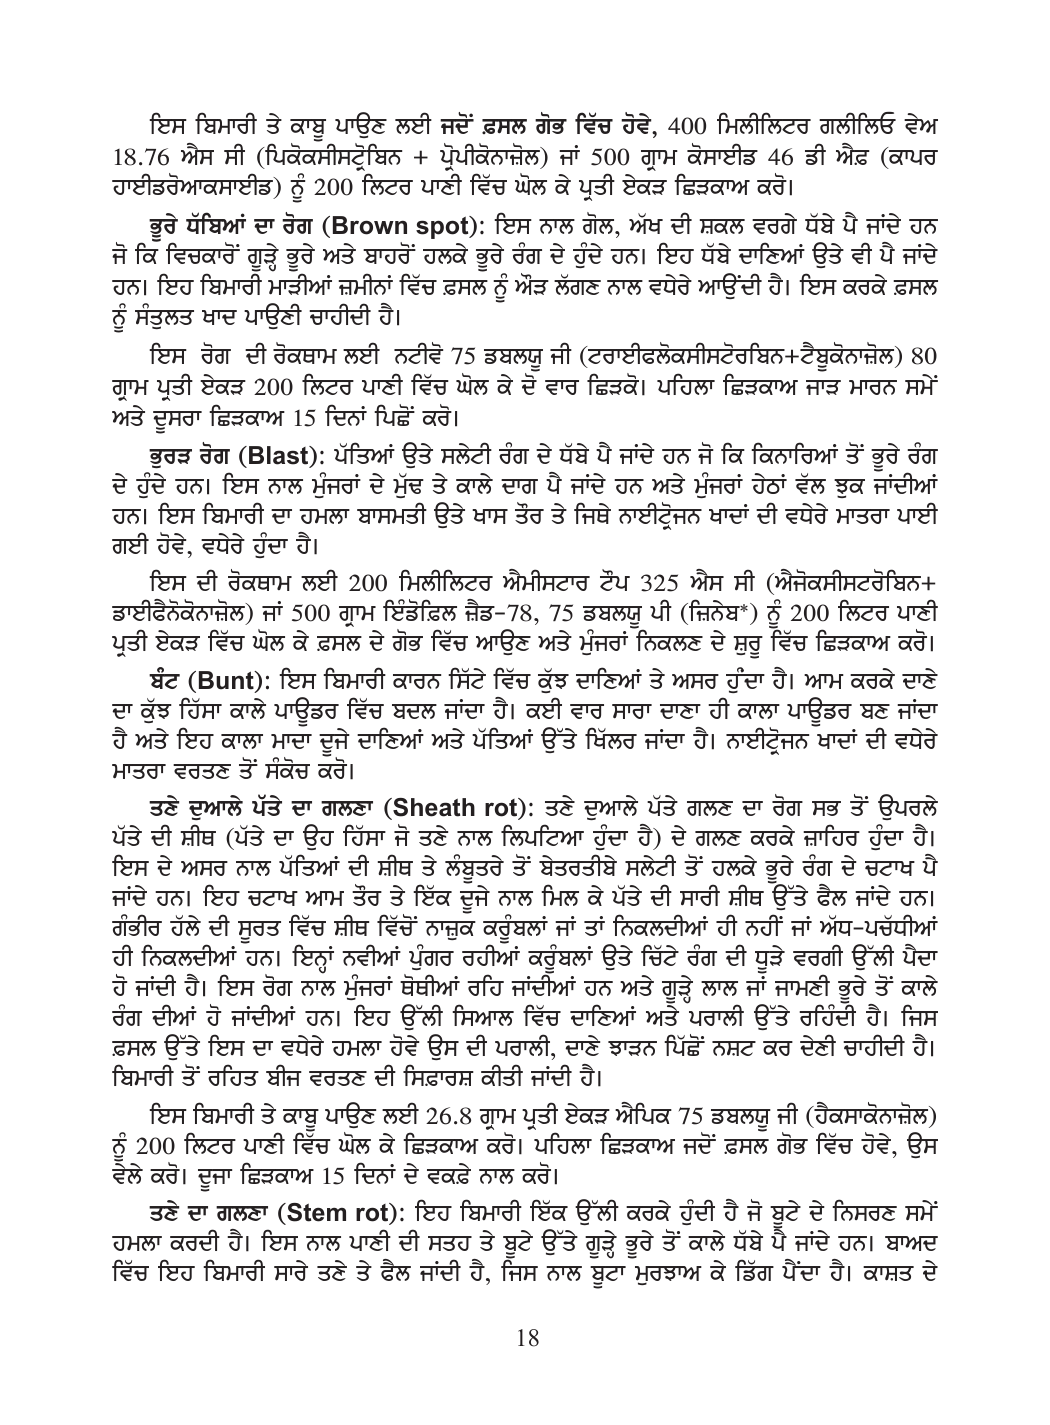 ਇਸ ਬਿਮਾਰੀ ਤੇ ਕਾਬੂ ਪਾਉਣ ਲਈ ਜਦੋਂ ਫ਼ਸਲ ਗੋਭ ਵਿੱਚ ਹੋਵੇ, 400 ਮਿਲੀਲਿਟਰ ਗਲੀਲਿਓ ਵੇਅ
18.76 ਐਸ ਸੀ (ਪਿਕੋਕਸੀਸਟ੍ਰੋਬਿਨ + ਪ੍ਰੋਪੀਕੋਨਾਜ਼ੋਲ) ਜਾਂ 500 ਗ੍ਰਾਮ ਕੋਸਾਈਡ 46 ਡੀ ਐਫ਼ (ਕਾਪਰ
ਹਾਈਡਰੋਆਕਸਾਈਡ) ਨੂੰ 200 ਲਿਟਰ ਪਾਣੀ ਵਿੱਚ ਘੋਲ ਕੇ ਪ੍ਰਤੀ ਏਕੜ ਛਿੜਕਾਅ ਕਰੋ।
ਭੂਰੇ ਧੱਬਿਆਂ ਦਾ ਰੋਗ (Brown spot): ਇਸ ਨਾਲ ਗੋਲ, ਅੱਖ ਦੀ ਸ਼ਕਲ ਵਰਗੇ ਧੱਬੇ ਪੈ ਜਾਂਦੇ ਹਨ
ਜੋ ਕਿ ਵਿਚਕਾਰੋਂ ਗੂੜ੍ਹੇ ਭੂਰੇ ਅਤੇ ਬਾਹਰੋਂ ਹਲਕੇ ਭੂਰੇ ਰੰਗ ਦੇ ਹੁੰਦੇ ਹਨ। ਇਹ ਧੱਬੇ ਦਾਣਿਆਂ ਉਤੇ ਵੀ ਪੈ ਜਾਂਦੇ
ਹਨ। ਇਹ ਬਿਮਾਰੀ ਮਾੜੀਆਂ ਜ਼ਮੀਨਾਂ ਵਿੱਚ ਫ਼ਸਲ ਨੂੰ ਔੜ ਲੱਗਣ ਨਾਲ ਵਧੇਰੇ ਆਉਂਦੀ ਹੈ। ਇਸ ਕਰਕੇ ਫ਼ਸਲ
ਨੂੰ ਸੰਤੁਲਤ ਖਾਦ ਪਾਉਣੀ ਚਾਹੀਦੀ ਹੈ।
ਇਸ ਰੋਗ ਦੀ ਰੋਕਥਾਮ ਲਈ ਨਟੀਵੋ 75 ਡਬਲਯੂ ਜੀ (ਟਰਾਈਫਲੋਕਸੀਸਟੋਰਬਿਨ+ਟੈਬੂਕੋਨਾਜ਼ੋਲ) 80
ਗ੍ਰਾਮ ਪ੍ਰਤੀ ਏਕੜ 200 ਲਿਟਰ ਪਾਣੀ ਵਿੱਚ ਘੋਲ ਕੇ ਦੋ ਵਾਰ ਛਿੜਕੋ। ਪਹਿਲਾ ਛਿੜਕਾਅ ਜਾੜ ਮਾਰਨ ਸਮੇਂ
ਅਤੇ ਦੂਸਰਾ ਛਿੜਕਾਅ 15 ਦਿਨਾਂ ਪਿਛੋਂ ਕਰੋ।
ਭੁਰੜ ਰੋਗ (Blast): ਪੱਤਿਆਂ ਉਤੇ ਸਲੇਟੀ ਰੰਗ ਦੇ ਧੱਬੇ ਪੈ ਜਾਂਦੇ ਹਨ ਜੋ ਕਿ ਕਿਨਾਰਿਆਂ ਤੋਂ ਭੂਰੇ ਰੰਗ
ਦੇ ਹੁੰਦੇ ਹਨ। ਇਸ ਨਾਲ ਮੁੰਜਰਾਂ ਦੇ ਮੁੱਢ ਤੇ ਕਾਲੇ ਦਾਗ ਪੈ ਜਾਂਦੇ ਹਨ ਅਤੇ ਮੁੰਜਰਾਂ ਹੇਠਾਂ ਵੱਲ ਝੁਕ ਜਾਂਦੀਆਂ
ਹਨ। ਇਸ ਬਿਮਾਰੀ ਦਾ ਹਮਲਾ ਬਾਸਮਤੀ ਉਤੇ ਖਾਸ ਤੌਰ ਤੇ ਜਿਥੇ ਨਾਈਟ੍ਰੋਜਨ ਖਾਦਾਂ ਦੀ ਵਧੇਰੇ ਮਾਤਰਾ ਪਾਈ
ਗਈ ਹੋਵੇ, ਵਧੇਰੇ ਹੁੰਦਾ ਹੈ।
ਇਸ ਦੀ ਰੋਕਥਾਮ ਲਈ 200 ਮਿਲੀਲਿਟਰ ਐਮੀਸਟਾਰ ਟੌਪ 325 ਐਸ ਸੀ (ਐਜੋਕਸੀਸਟਰੋਬਿਨ+
ਡਾਈਫੈਨੋਕੋਨਾਜ਼ੋਲ) ਜਾਂ 500 ਗ੍ਰਾਮ ਇੰਡੋਫ਼ਿਲ ਜ਼ੈਡ-78, 75 ਡਬਲਯੂ ਪੀ (ਜ਼ਿਨੇਬ*) ਨੂੰ 200 ਲਿਟਰ ਪਾਣੀ
ਪ੍ਰਤੀ ਏਕੜ ਵਿੱਚ ਘੋਲ ਕੇ ਫ਼ਸਲ ਦੇ ਗੋਭ ਵਿੱਚ ਆਉਣ ਅਤੇ ਮੁੰਜਰਾਂ ਨਿਕਲਣ ਦੇ ਸ਼ੁਰੂ ਵਿੱਚ ਛਿੜਕਾਅ ਕਰੋ।
ਬੰਟ (Bunt): ਇਸ ਬਿਮਾਰੀ ਕਾਰਨ ਸਿੱਟੇ ਵਿੱਚ ਕੁੱਝ ਦਾਣਿਆਂ ਤੇ ਅਸਰ ਹੁੰਦਾ ਹੈ। ਆਮ ਕਰਕੇ ਦਾਣੇ
ਦਾ ਕੁੱਝ ਹਿੱਸਾ ਕਾਲੇ ਪਾਊਡਰ ਵਿੱਚ ਬਦਲ ਜਾਂਦਾ ਹੈ। ਕਈ ਵਾਰ ਸਾਰਾ ਦਾਣਾ ਹੀ ਕਾਲਾ ਪਾਊਡਰ ਬਣ ਜਾਂਦਾ
ਹੈ ਅਤੇ ਇਹ ਕਾਲਾ ਮਾਦਾ ਦੂਜੇ ਦਾਣਿਆਂ ਅਤੇ ਪੱਤਿਆਂ ਉੱਤੇ ਖਿੱਲਰ ਜਾਂਦਾ ਹੈ। ਨਾਈਟ੍ਰੋਜਨ ਖਾਦਾਂ ਦੀ ਵਧੇਰੇ
ਮਾਤਰਾ ਵਰਤਣ ਤੋਂ ਸੰਕੋਚ ਕਰੋ।
ਤਣੇ ਦੁਆਲੇ ਪੱਤੇ ਦਾ ਗਲਣਾ (Sheath rot): ਤਣੇ ਦੁਆਲੇ ਪੱਤੇ ਗਲਣ ਦਾ ਰੋਗ ਸਭ ਤੋਂ ਉਪਰਲੇ
ਪੱਤੇ ਦੀ ਸ਼ੀਥ (ਪੱਤੇ ਦਾ ਉਹ ਹਿੱਸਾ ਜੋ ਤਣੇ ਨਾਲ ਲਿਪਟਿਆ ਹੁੰਦਾ ਹੈ) ਦੇ ਗਲਣ ਕਰਕੇ ਜ਼ਾਹਿਰ ਹੁੰਦਾ ਹੈ।
ਇਸ ਦੇ ਅਸਰ ਨਾਲ ਪੱਤਿਆਂ ਦੀ ਸ਼ੀਥ ਤੇ ਲੰਬੂਤਰੇ ਤੋਂ ਬੇਤਰਤੀਬੇ ਸਲੇਟੀ ਤੋਂ ਹਲਕੇ ਭੂਰੇ ਰੰਗ ਦੇ ਚਟਾਖ ਪੈ
ਜਾਂਦੇ ਹਨ। ਇਹ ਚਟਾਖ ਆਮ ਤੌਰ ਤੇ ਇੱਕ ਦੂਜੇ ਨਾਲ ਮਿਲ ਕੇ ਪੱਤੇ ਦੀ ਸਾਰੀ ਸ਼ੀਥ ਉੱਤੇ ਫੈਲ ਜਾਂਦੇ ਹਨ।
ਗੰਭੀਰ ਹੱਲੇ ਦੀ ਸੂਰਤ ਵਿੱਚ ਸ਼ੀਥ ਵਿੱਚੋਂ ਨਾਜ਼ੁਕ ਕਰੂੰਬਲਾਂ ਜਾਂ ਤਾਂ ਨਿਕਲਦੀਆਂ ਹੀ ਨਹੀਂ ਜਾਂ ਅੱਧ-ਪਚੱਧੀਆਂ
ਹੀ ਨਿਕਲਦੀਆਂ ਹਨ। ਇਨ੍ਹਾਂ ਨਵੀਆਂ ਪੁੰਗਰ ਰਹੀਆਂ ਕਰੂੰਬਲਾਂ ਉਤੇ ਚਿੱਟੇ ਰੰਗ ਦੀ ਧੂੜੇ ਵਰਗੀ ਉੱਲੀ ਪੈਦਾ
ਹੋ ਜਾਂਦੀ ਹੈ। ਇਸ ਰੋਗ ਨਾਲ ਮੁੰਜਰਾਂ ਥੋਥੀਆਂ ਰਹਿ ਜਾਂਦੀਆਂ ਹਨ ਅਤੇ ਗੂੜ੍ਹੇ ਲਾਲ ਜਾਂ ਜਾਮਣੀ ਭੂਰੇ ਤੋਂ ਕਾਲੇ
ਰੰਗ ਦੀਆਂ ਹੋ ਜਾਂਦੀਆਂ ਹਨ। ਇਹ ਉੱਲੀ ਸਿਆਲ ਵਿੱਚ ਦਾਣਿਆਂ ਅਤੇ ਪਰਾਲੀ ਉੱਤੇ ਰਹਿੰਦੀ ਹੈ। ਜਿਸ
ਫ਼ਸਲ ਉੱਤੇ ਇਸ ਦਾ ਵਧੇਰੇ ਹਮਲਾ ਹੋਵੇ ਉਸ ਦੀ ਪਰਾਲੀ, ਦਾਣੇ ਝਾੜਨ ਪਿੱਛੋਂ ਨਸ਼ਟ ਕਰ ਦੇਣੀ ਚਾਹੀਦੀ ਹੈ।
ਬਿਮਾਰੀ ਤੋਂ ਰਹਿਤ ਬੀਜ ਵਰਤਣ ਦੀ ਸਿਫ਼ਾਰਸ਼ ਕੀਤੀ ਜਾਂਦੀ ਹੈ।
ਇਸ ਬਿਮਾਰੀ ਤੇ ਕਾਬੂ ਪਾਉਣ ਲਈ 26.8 ਗ੍ਰਾਮ ਪ੍ਰਤੀ ਏਕੜ ਐਪਿਕ 75 ਡਬਲਯੂ ਜੀ (ਹੈਕਸਾਕੋਨਾਜ਼ੋਲ)
ਨੂੰ 200 ਲਿਟਰ ਪਾਣੀ ਵਿੱਚ ਘੋਲ ਕੇ ਛਿੜਕਾਅ ਕਰੋ। ਪਹਿਲਾ ਛਿੜਕਾਅ ਜਦੋਂ ਫ਼ਸਲ ਗੋਭ ਵਿੱਚ ਹੋਵੇ, ਉਸ
ਵੇਲੇ ਕਰੋ। ਦੂਜਾ ਛਿੜਕਾਅ 15 ਦਿਨਾਂ ਦੇ ਵਕਫ਼ੇ ਨਾਲ ਕਰੋ।
ਤਣੇ ਦਾ ਗਲਣਾ (Stem rot): ਇਹ ਬਿਮਾਰੀ ਇੱਕ ਉੱਲੀ ਕਰਕੇ ਹੁੰਦੀ ਹੈ ਜੋ ਬੂਟੇ ਦੇ ਨਿਸਰਣ ਸਮੇਂ
ਹਮਲਾ ਕਰਦੀ ਹੈ। ਇਸ ਨਾਲ ਪਾਣੀ ਦੀ ਸਤਹ ਤੇ ਬੂਟੇ ਉੱਤੇ ਗੂੜ੍ਹੇ ਭੂਰੇ ਤੋਂ ਕਾਲੇ ਧੱਬੇ ਪੈ ਜਾਂਦੇ ਹਨ। ਬਾਅਦ
ਵਿੱਚ ਇਹ ਬਿਮਾਰੀ ਸਾਰੇ ਤਣੇ ਤੇ ਫੈਲ ਜਾਂਦੀ ਹੈ, ਜਿਸ ਨਾਲ ਬੂਟਾ ਮੁਰਝਾਅ ਕੇ ਡਿੱਗ ਪੈਂਦਾ ਹੈ। ਕਾਸ਼ਤ ਦੇ
18